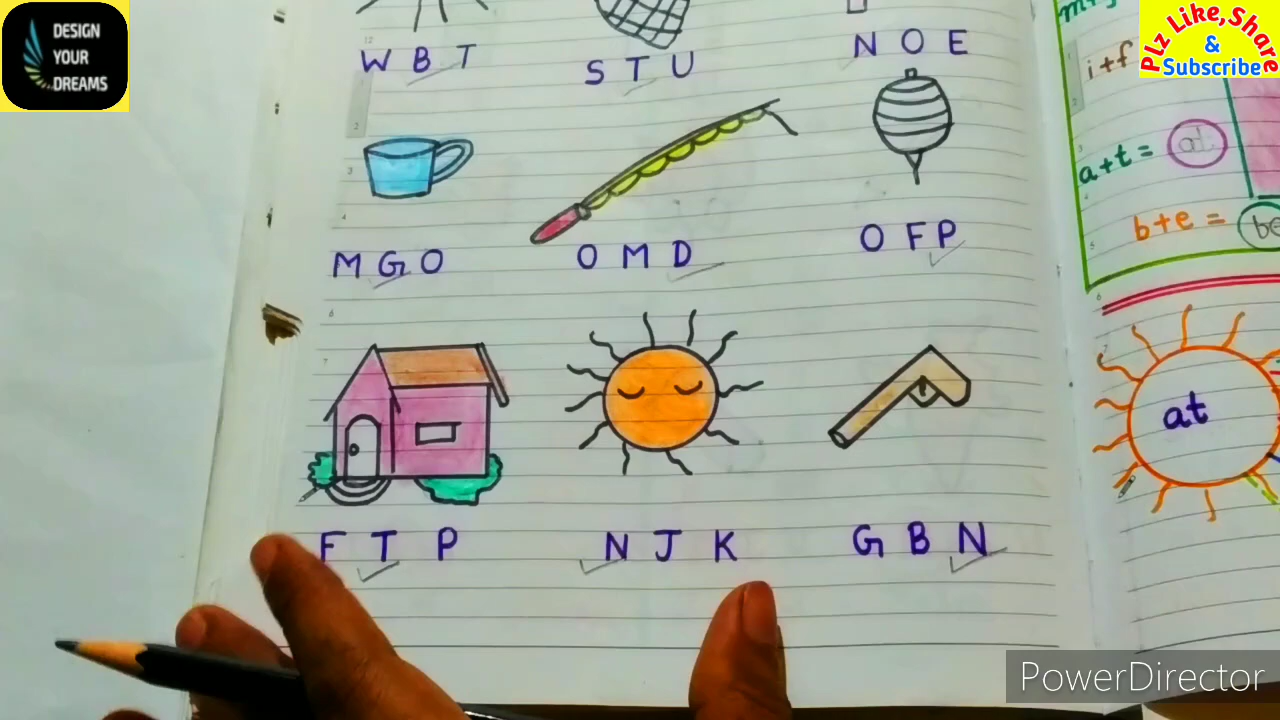 DESIGN
YOUR
DREAMS
Plz Like, Share
&
Subscribe
W B T
S T U
N O E
M G O
O M D
O F P
F T P
N J K
G B N
i+f
a+t = at
b+e = be
at
PowerDirector